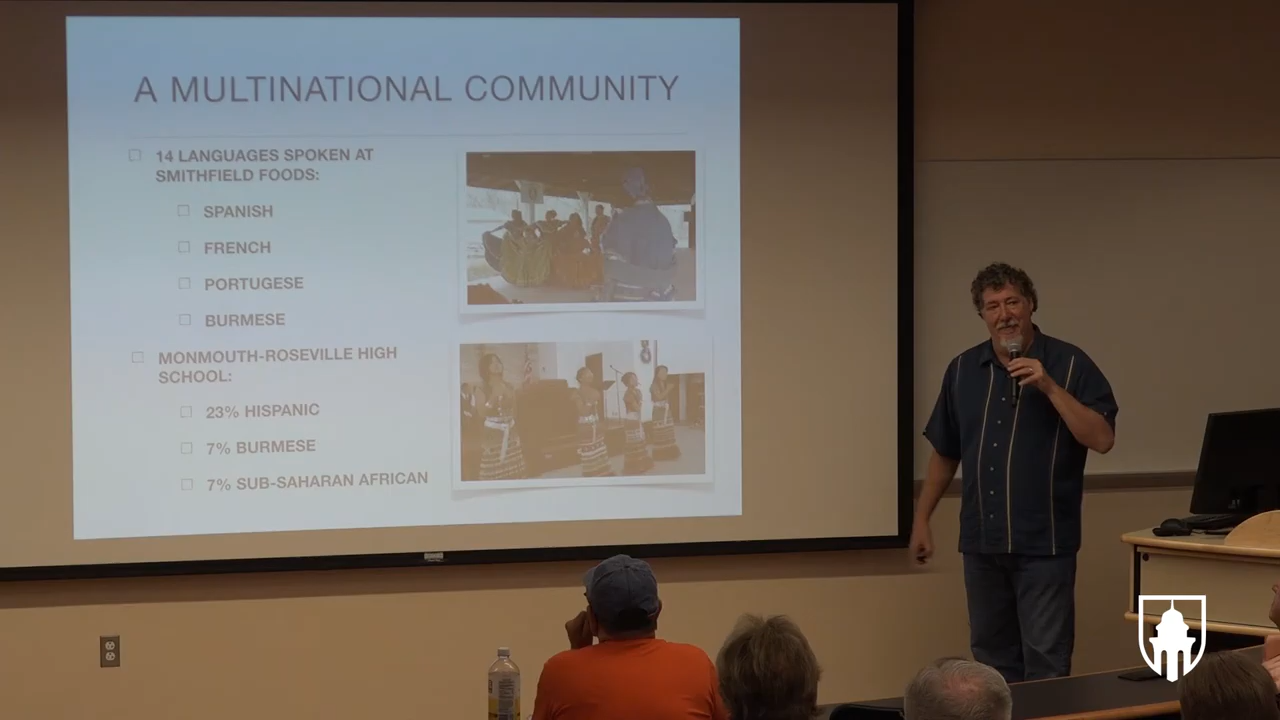 A MULTINATIONAL COMMUNITY
14 LANGUAGES SPOKEN AT
SMITHFIELD FOODS:
SPANISH
FRENCH
PORTUGESE
BURMESE
MONMOUTH-ROSEVILLE HIGH
SCHOOL:
23% HISPANIC
7% BURMESE
7% SUB-SAHARAN AFRICAN